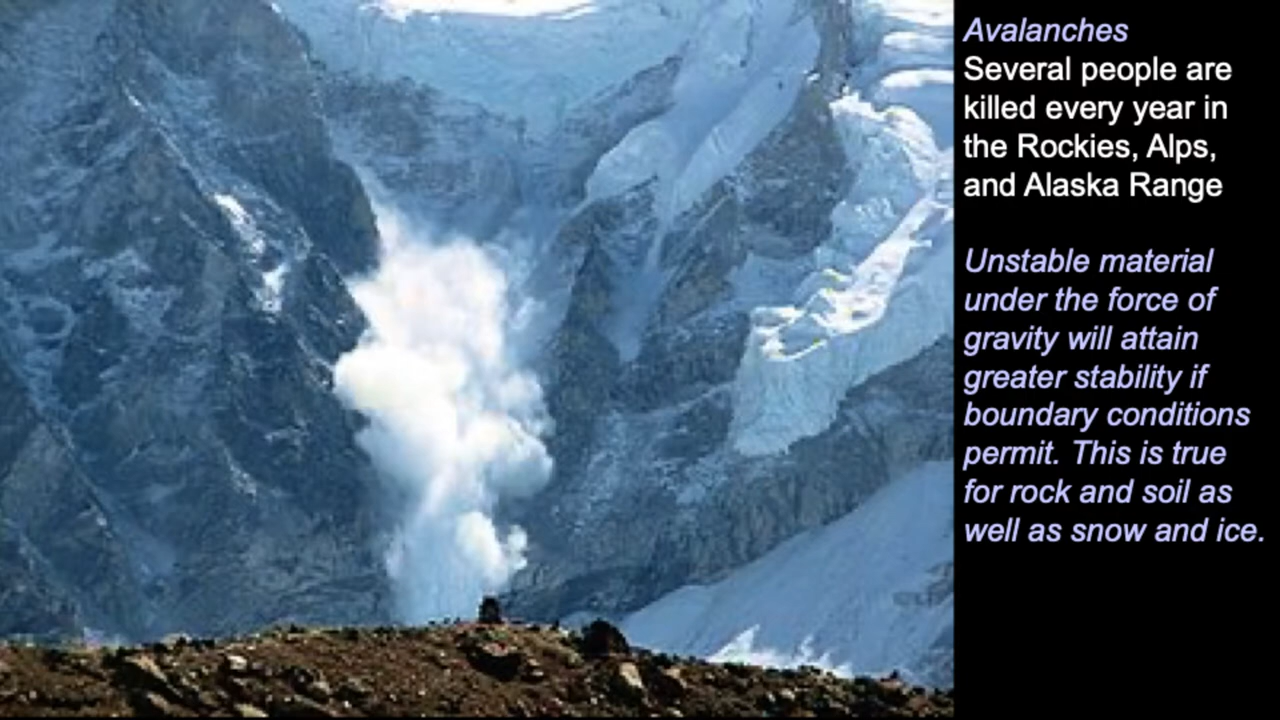 Avalanches
Several people are
killed every year in
the Rockies, Alps,
and Alaska Range
Unstable material
under the force of
gravity will attain
greater stability if
boundary conditions
permit. This is true
for rock and soil as
well as snow and ice.